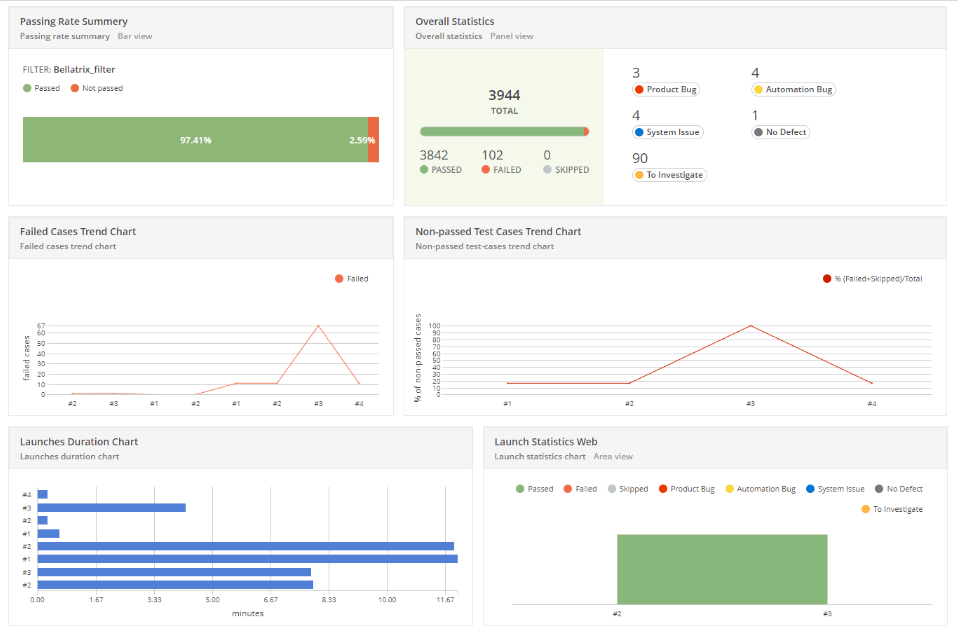 Passing Rate Summary
Passing rate summary Bar view
FILTER: Bellatrix_filter
Passed Not passed
97.41% 2.59%
Overall Statistics
Overall statistics Panel view
3944
TOTAL
3842 102 0
PASSED FAILED SKIPPED
3 4
Product Bug Automation Bug
4 1
System Issue No Defect
90
To Investigate
Failed Cases Trend Chart
Failed cases trend chart
Failed
failed cases
67
60
50
40
30
20
10
0
#2 #3 #1 #2 #1 #2 #3 #4
Non-passed Test Cases Trend Chart
Non-passed test-cases trend chart
% (Failed+Skipped)/Total
% of non-passed cases
100
90
80
70
60
50
40
30
20
10
0
#1 #2 #3 #4
Launches Duration Chart
Launches duration chart
#4
#3
#2
#1
#2
#1
#3
#2
0.00 1.67 3.33 5.00 6.67 8.33 10.00 11.67
minutes
Launch Statistics Web
Launch statistics chart Area view
Passed Failed Skipped Product Bug Automation Bug System Issue No Defect
To Investigate
#2 #3